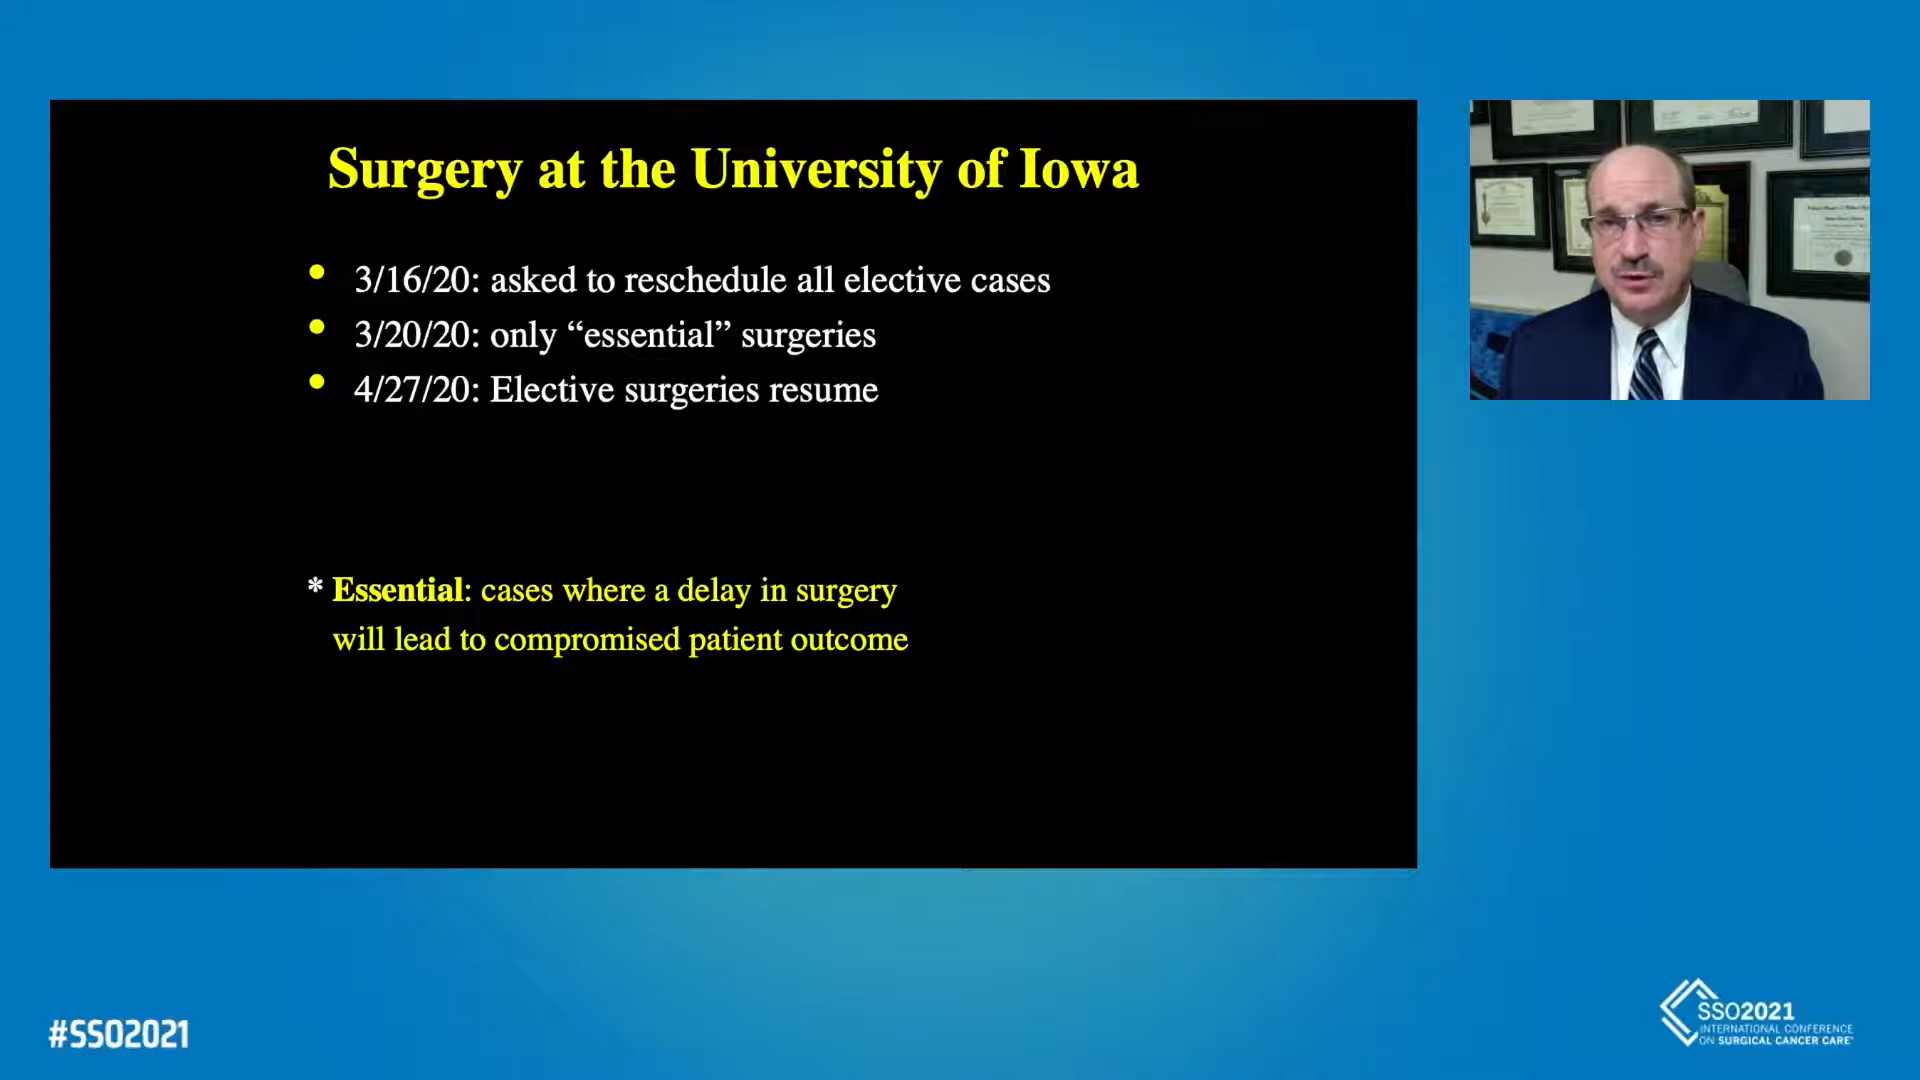 Surgery at the University of Iowa
• 3/16/20: asked to reschedule all elective cases
• 3/20/20: only “essential” surgeries
• 4/27/20: Elective surgeries resume
* Essential: cases where a delay in surgery
will lead to compromised patient outcome
#SSO2021
SSO2021
INTERNATIONAL CONFERENCE
ON SURGICAL CANCER CARE